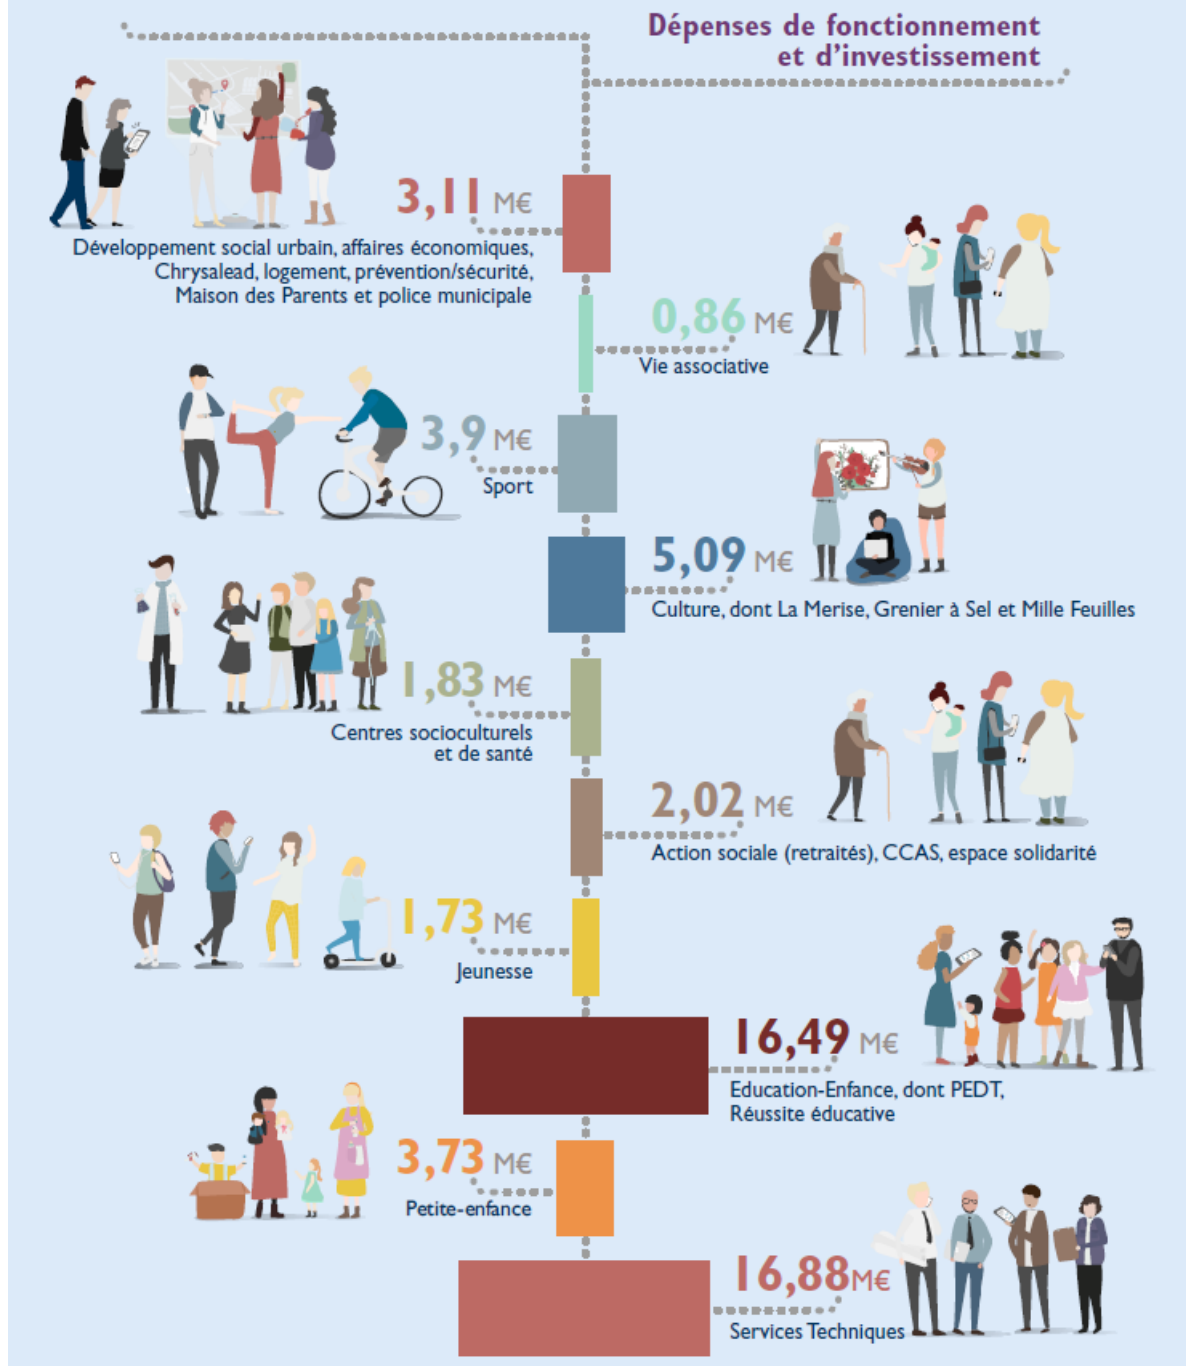 Dépenses de fonctionnement
et d'investissement
3,11 M€
Développement social urbain, affaires économiques,
Chrysalead, logement, prévention/sécurité,
Maison des Parents et police municipale
0,86 M€
Vie associative
3,9 M€
Sport
5,09 M€
Culture, dont La Merise, Grenier à Sel et Mille Feuilles
1,83 M€
Centres socioculturels
et de santé
2,02 M€
Action sociale (retraités), CCAS, espace solidarité
1,73 M€
Jeunesse
16,49 M€
Education-Enfance, dont PEDT,
Réussite éducative
3,73 M€
Petite-enfance
16,88M€
Services Techniques